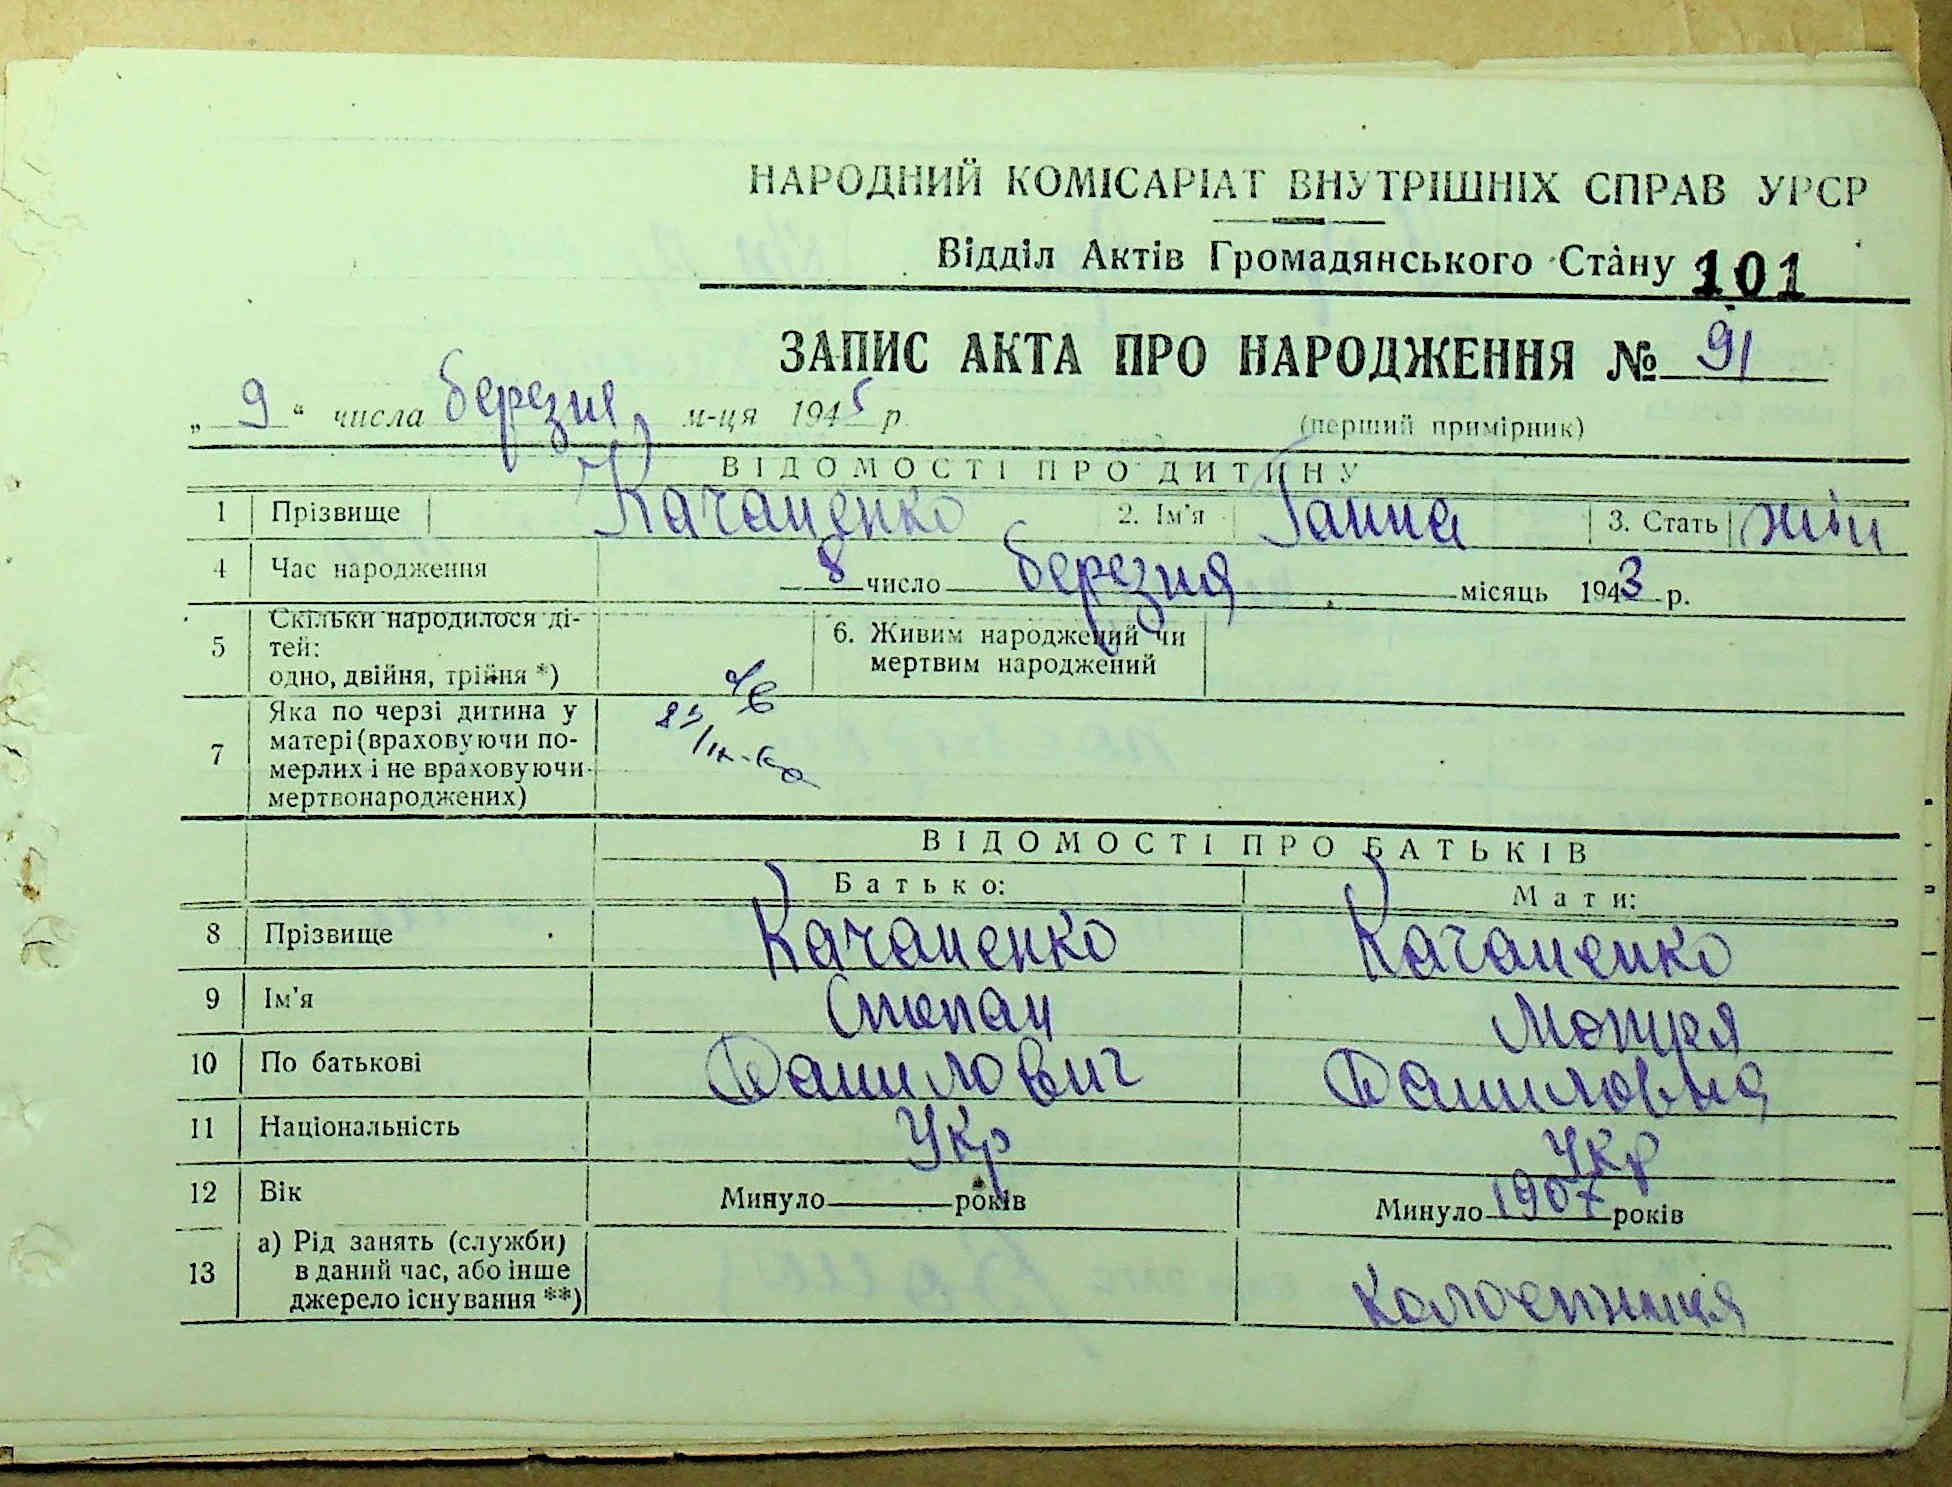 НАРОДНИЙ КОМІСАРІАТ ВНУТРІШНІХ СПРАВ УРСР
Відділ Актів Громадянського Стану 101
ЗАПИС АКТА ПРО НАРОДЖЕННЯ № 91
„ 9 “ числа березня м-ця 1945 р. (перший примірник)
ВІДОМОСТІ ПРО ДИТИНУ
1 Прізвище Качаненко 2. Ім'я Ганна 3. Стать жін
4 Час народження 8 число березня місяць 1943 р.
5 Скільки народилося ді-
тей:
одно, двійня, трійня *)
6. Живим народжений чи
мертвим народжений
7 Яка по черзі дитина у
матері (враховуючи по-
мерлих і не враховуючи
мертвонароджених)
ВІДОМОСТІ ПРО БАТЬКІВ
Батько: Мати:
8 Прізвище Качаненко Качаненко
9 Ім'я Степан Мотря
10 По батькові Данилович Даниловна
11 Національність Укр Укр
12 Вік Минуло років Минуло 1907 років
13 а) Рід занять (служби)
в даний час, або інше
джерело існування **) Колгоспниця